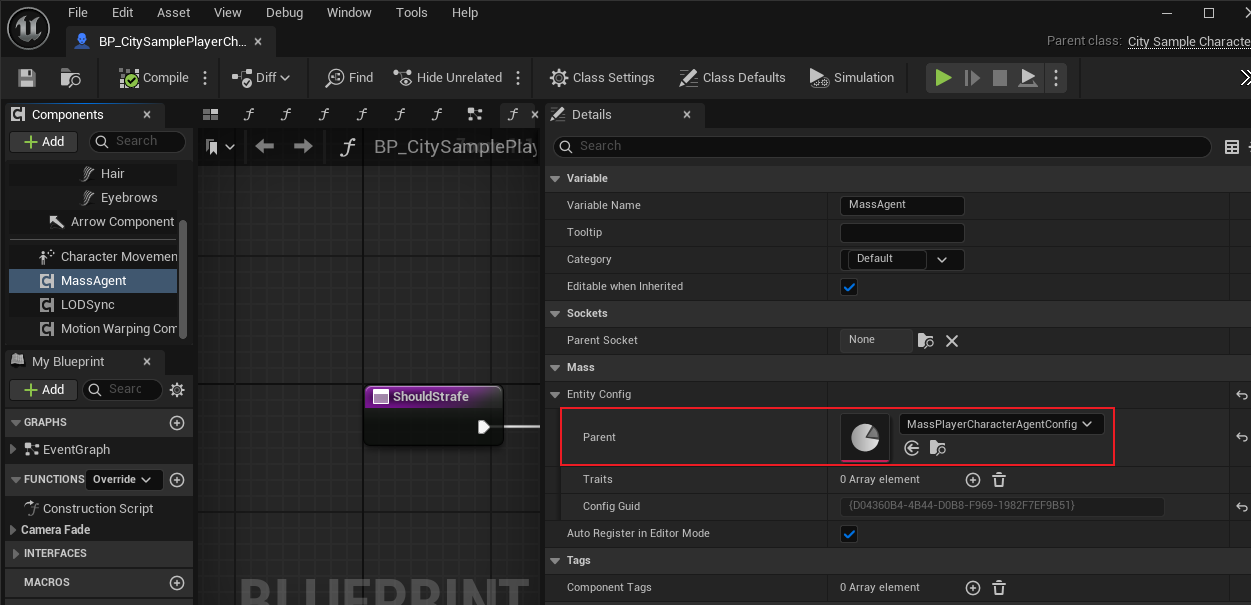 File Edit Asset View Debug Window Tools Help
BP_CitySamplePlayerCh...
Parent class: City Sample Characte
Compile Diff Find Hide Unrelated Class Settings Class Defaults Simulation
Components
Add Search
Hair
Eyebrows
Arrow Component
Character Movemen
MassAgent
LODSync
Motion Warping Com
My Blueprint
Add Searc
GRAPHS
EventGraph
FUNCTIONS Override
Construction Script
Camera Fade
INTERFACES
MACROS
BP_CitySamplePlay
ShouldStrafe
BLUEPRINT
Details
Search
Variable
Variable Name MassAgent
Tooltip
Category Default
Editable when Inherited
Sockets
Parent Socket None
Mass
Entity Config
Parent MassPlayerCharacterAgentConfig
Traits 0 Array element
Config Guid {D04360B4-4B44-D0B8-F969-1982F7EF9B51}
Auto Register in Editor Mode
Tags
Component Tags 0 Array element